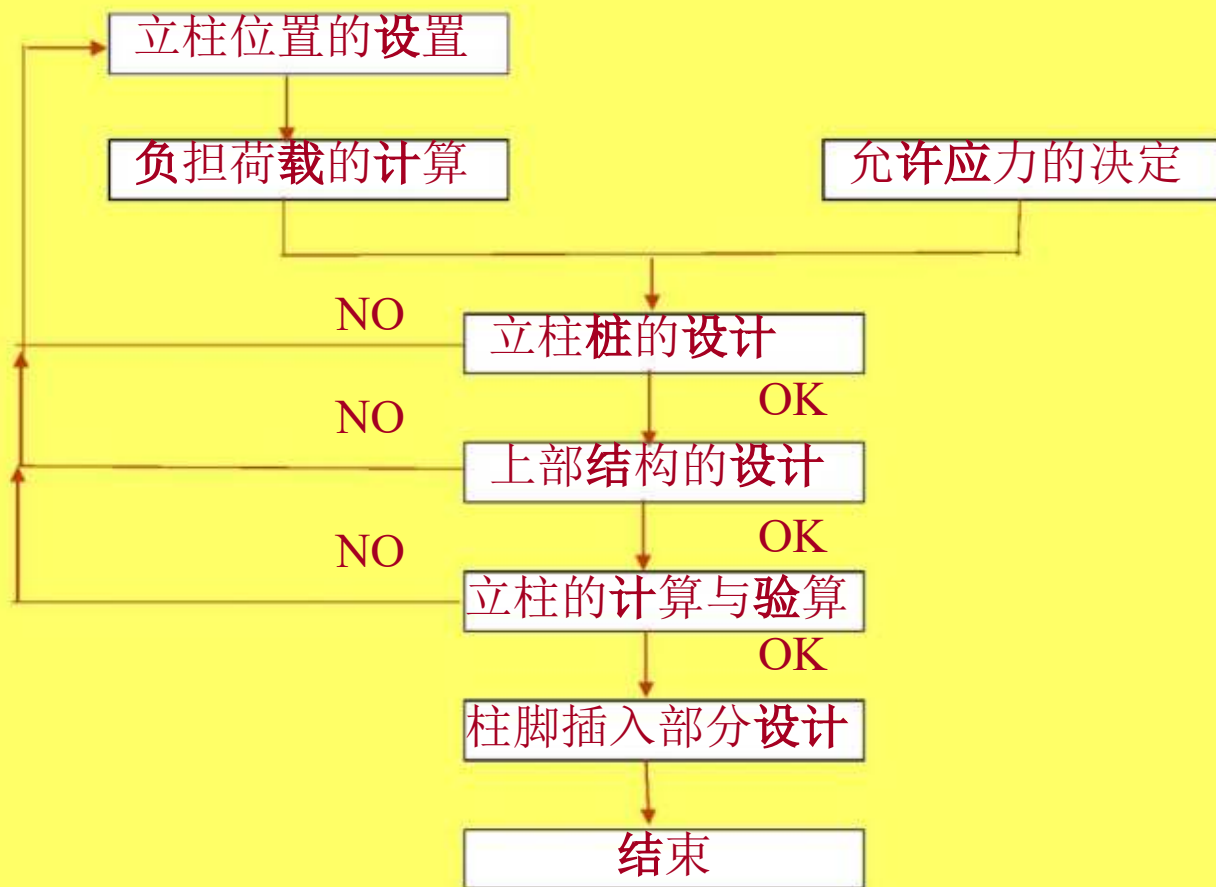 立柱位置的设置
负担荷载的计算
允许应力的决定
NO
立柱桩的设计
OK
NO
上部结构的设计
OK
NO
立柱的计算与验算
OK
柱脚插入部分设计
结束